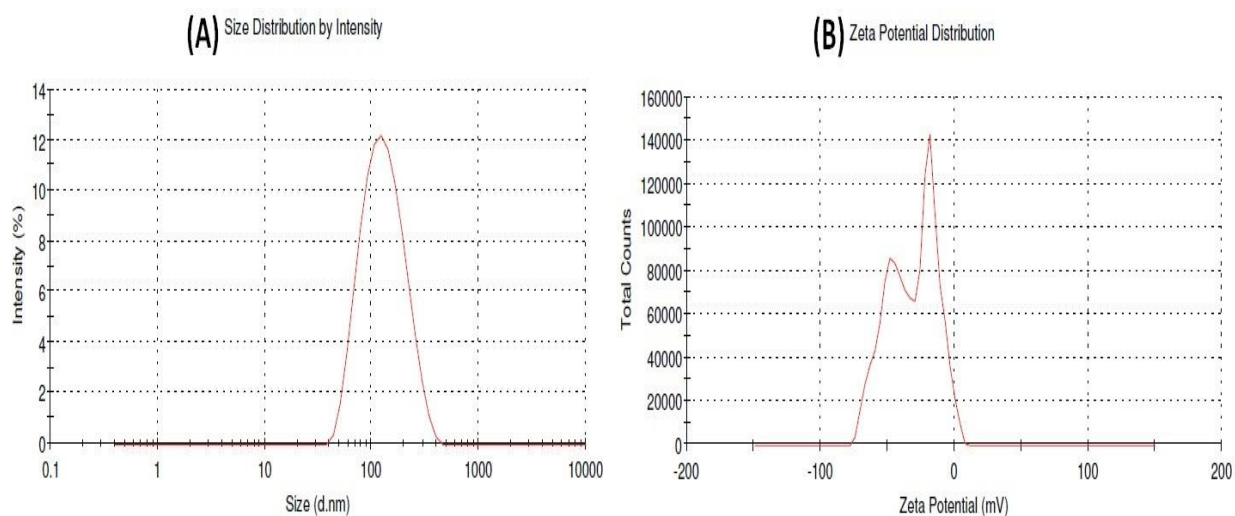 (A) Size Distribution by Intensity
14
12
10
8
6
4
2
0
0.1 1 10 100 1000 10000
Intensity (%)
Size (d.nm)
(B) Zeta Potential Distribution
160000
140000
120000
100000
80000
60000
40000
20000
0
-200 -100 0 100 200
Total Counts
Zeta Potential (mV)